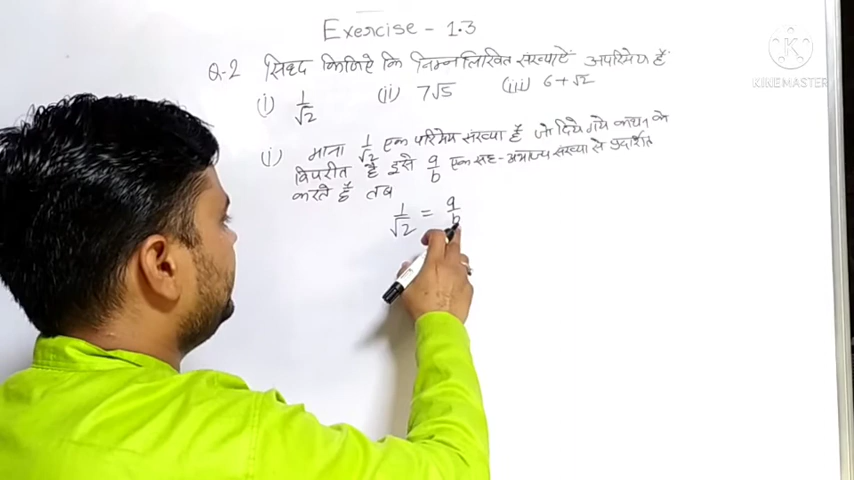 Exercise - 1.3
Q-2 सिध्द किजिऐ कि निम्नलिखित संख्याऐं अपरिमेय हैं
(i) 1/√2 (ii) 7√5 (iii) 6+√2
(i) माना 1/√2 एक परिमेय संख्या है जो दिये गये कथन के
विपरीत है इसे a/b एक सह-अभाज्य संख्या से प्रदर्शित
करते हैं तब
1/√2 = a/b
KINEMASTER